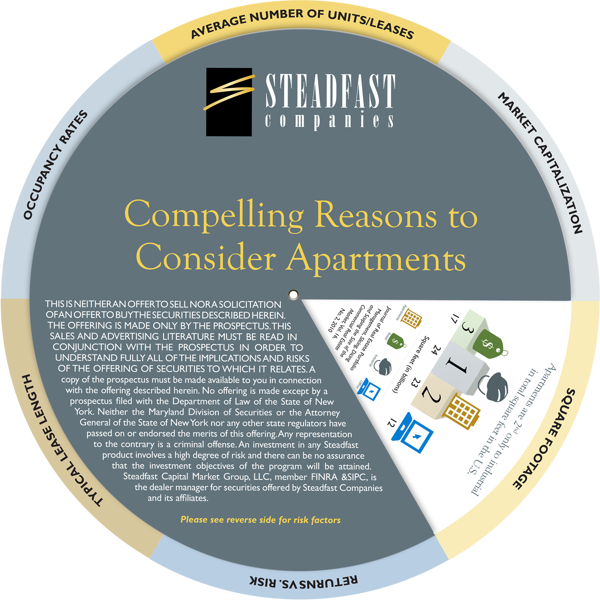 AVERAGE NUMBER OF UNITS/LEASES
MARKET CAPITALIZATION
SQUARE FOOTAGE
RETURNS VS. RISK
TYPICAL LEASE LENGTH
OCCUPANCY RATES
STEADFAST
companies
Compelling Reasons to
Consider Apartments
THIS IS NEITHER AN OFFER TO SELL NOR A SOLICITATION
OF AN OFFER TO BUY THE SECURITIES DESCRIBED HEREIN.
THE OFFERING IS MADE ONLY BY THE PROSPECTUS. THIS
SALES AND ADVERTISING LITERATURE MUST BE READ IN
CONJUNCTION WITH THE PROSPECTUS IN ORDER TO
UNDERSTAND FULLY ALL OF THE IMPLICATIONS AND RISKS
OF THE OFFERING OF SECURITIES TO WHICH IT RELATES. A
copy of the prospectus must be made available to you in connection
with the offering described herein. No offering is made except by a
prospectus filed with the Department of Law of the State of New
York. Neither the Maryland Division of Securities or the Attorney
General of the State of New York nor any other state regulators have
passed on or endorsed the merits of this offering. Any representation
to the contrary is a criminal offense. An investment in any Steadfast
product involves a high degree of risk and there can be no assurance
that the investment objectives of the program will be attained.
Steadfast Capital Market Group, LLC, member FINRA &SIPC, is
the dealer manager for securities offered by Steadfast Companies
and its affiliates.
Please see reverse side for risk factors
Apartments are 2nd only to industrial
in total square feet in the U.S.
3
1
2
17
24
23
12
Square feet (in billions)
Journal of Real Estate
Portfolio
Management, Sizing, Slicing,
and Scoping the Size of the
Commercial Real Estate
Market, Vol. 16,
No. 2, 2010